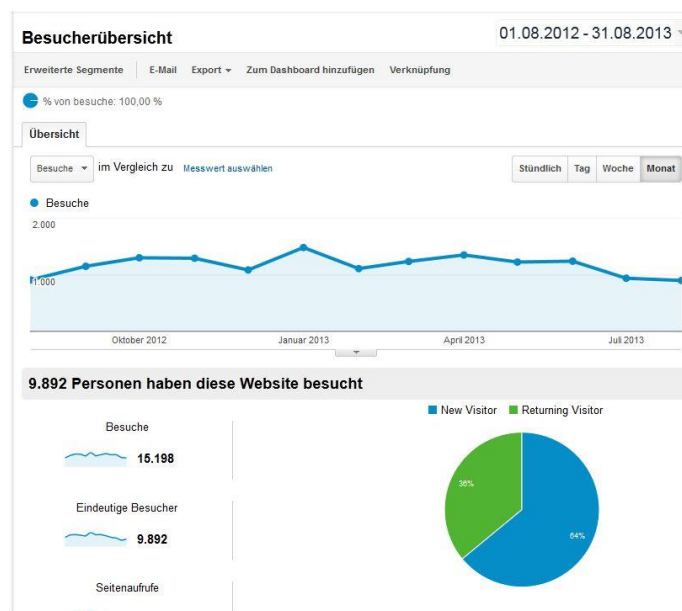 Besucherübersicht
01.08.2012 - 31.08.2013
Erweiterte Segmente E-Mail Export Zum Dashboard hinzufügen Verknüpfung
% von besuche: 100,00 %
Übersicht
Besuche im Vergleich zu Messwert auswählen Stündlich Tag Woche Monat
Besuche
2.000
1.000
Oktober 2012 Januar 2013 April 2013 Juli 2013
9.892 Personen haben diese Website besucht
New Visitor Returning Visitor
Besuche
15.198
36%
64%
Eindeutige Besucher
9.892
Seitenaufrufe